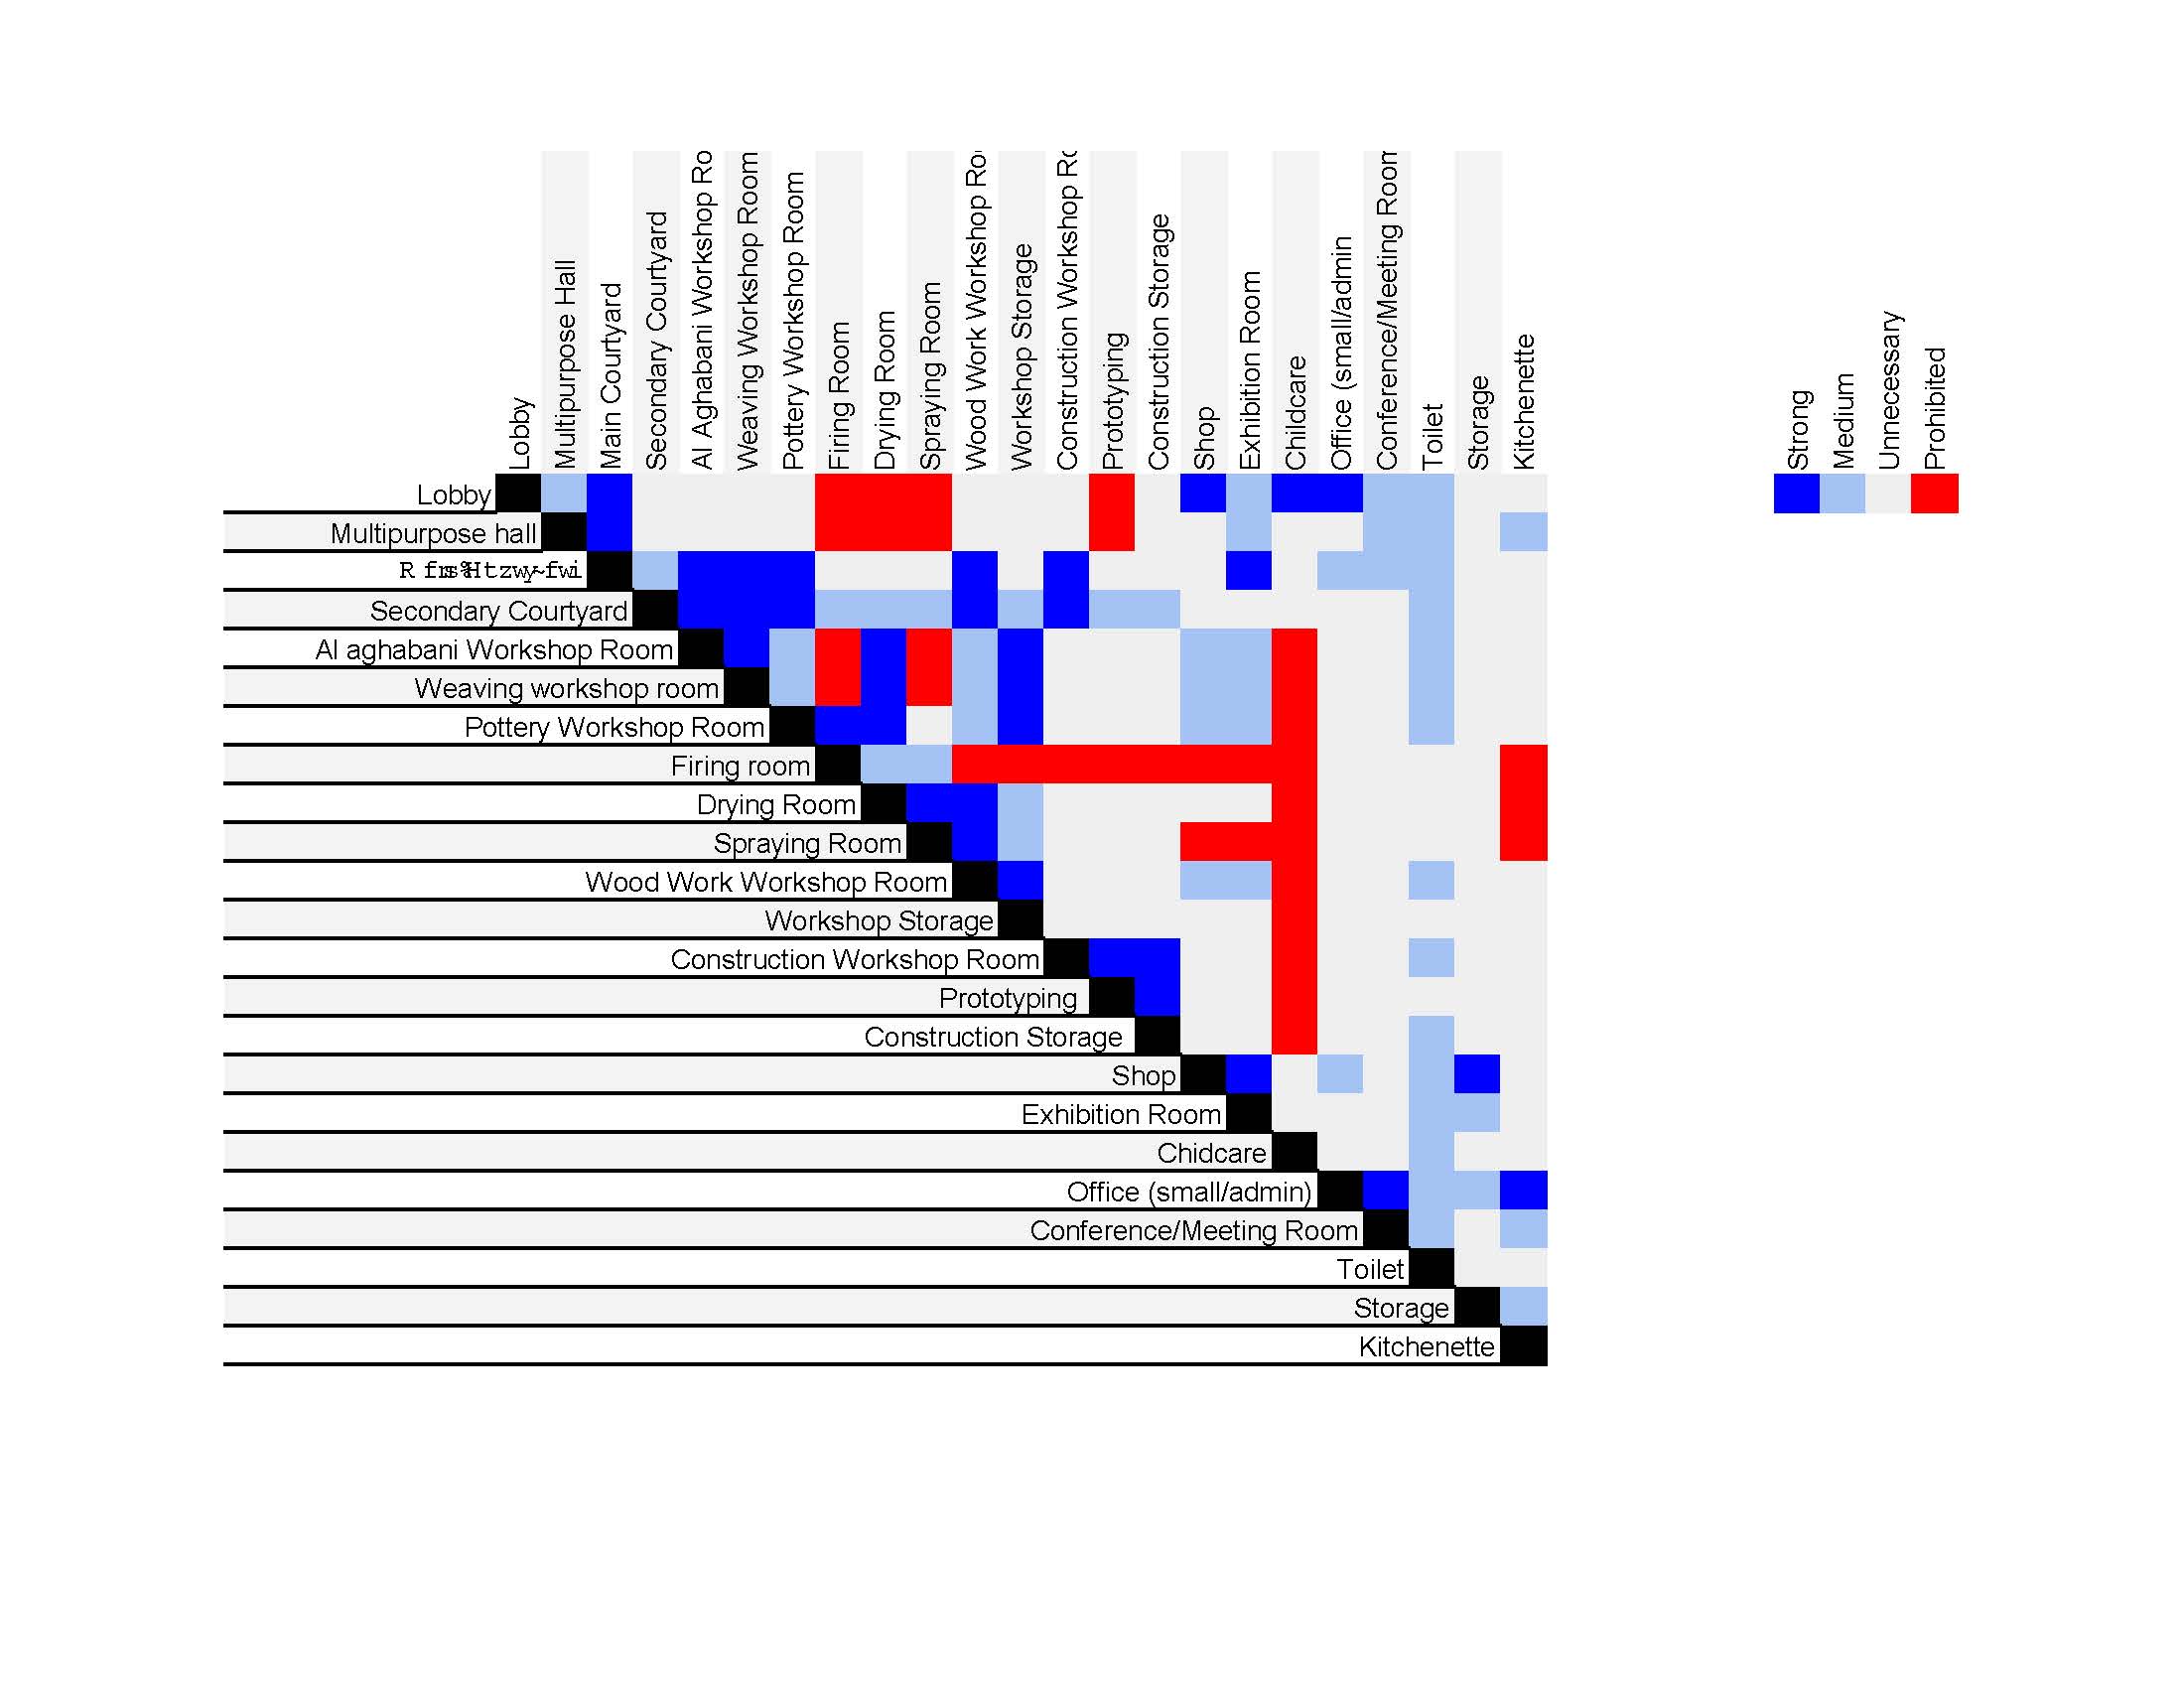 Lobby
Multipurpose Hall
Main Courtyard
Secondary Courtyard
Al Aghabani Workshop Ro
Weaving Workshop Room
Pottery Workshop Room
Firing Room
Drying Room
Spraying Room
Wood Work Workshop Ro
Workshop Storage
Construction Workshop Ro
Prototyping
Construction Storage
Shop
Exhibition Room
Childcare
Office (small/admin
Conference/Meeting Room
Toilet
Storage
Kitchenette
Strong
Medium
Unnecessary
Prohibited
Lobby
Multipurpose hall
Secondary Courtyard
Al aghabani Workshop Room
Weaving workshop room
Pottery Workshop Room
Firing room
Drying Room
Spraying Room
Wood Work Workshop Room
Workshop Storage
Construction Workshop Room
Prototyping
Construction Storage
Shop
Exhibition Room
Chidcare
Office (small/admin)
Conference/Meeting Room
Toilet
Storage
Kitchenette